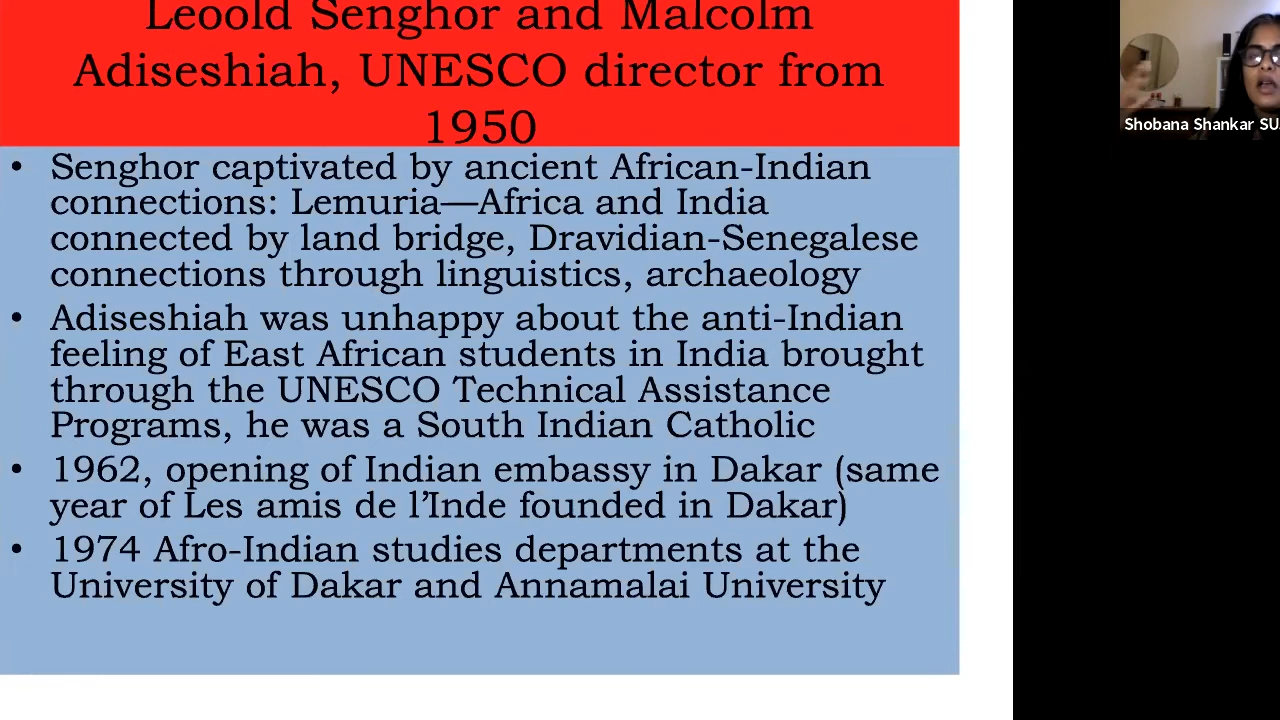 Leoold Senghor and Malcolm
Adiseshiah, UNESCO director from
1950
• Senghor captivated by ancient African-Indian
connections: Lemuria—Africa and India
connected by land bridge, Dravidian-Senegalese
connections through linguistics, archaeology
• Adiseshiah was unhappy about the anti-Indian
feeling of East African students in India brought
through the UNESCO Technical Assistance
Programs, he was a South Indian Catholic
• 1962, opening of Indian embassy in Dakar (same
year of Les amis de l’Inde founded in Dakar)
• 1974 Afro-Indian studies departments at the
University of Dakar and Annamalai University
Shobana Shankar SU